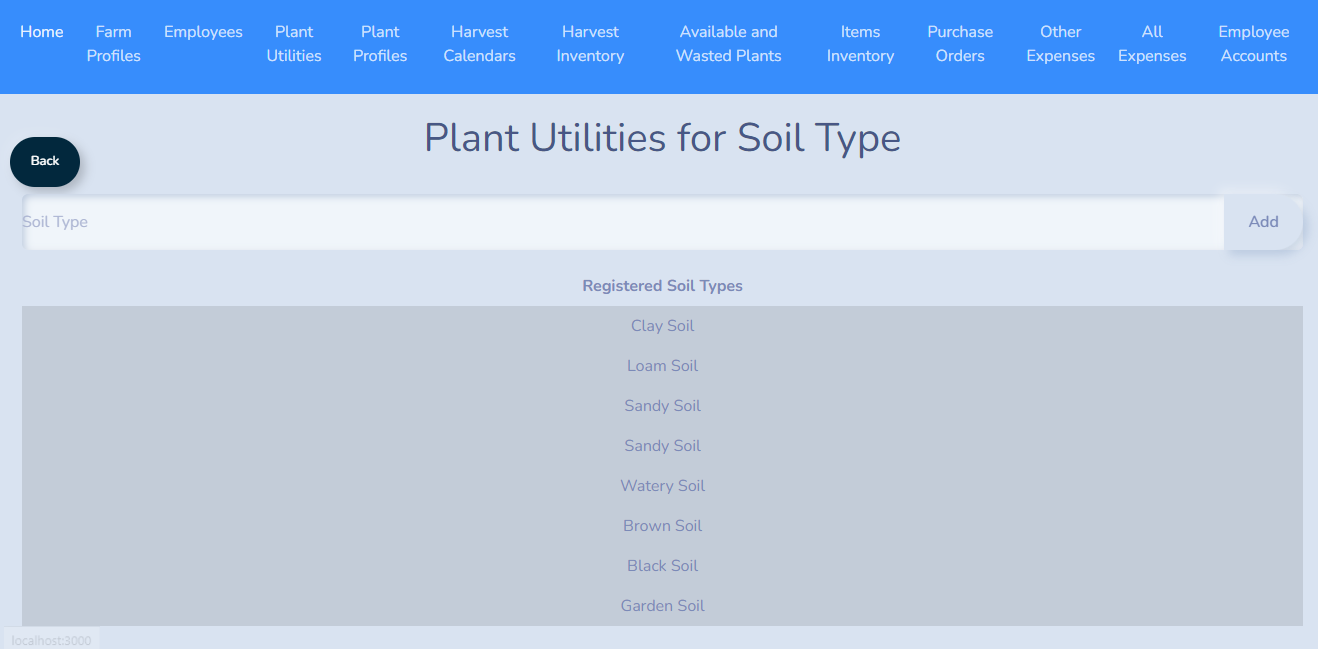 Home Farm Employees Plant Plant Harvest Harvest Available and Items Purchase Other All Employee
Profiles Utilities Profiles Calendars Inventory Wasted Plants Inventory Orders Expenses Expenses Accounts
Plant Utilities for Soil Type
Back
Soil Type Add
Registered Soil Types
Clay Soil
Loam Soil
Sandy Soil
Sandy Soil
Watery Soil
Brown Soil
Black Soil
Garden Soil
localhost:3000